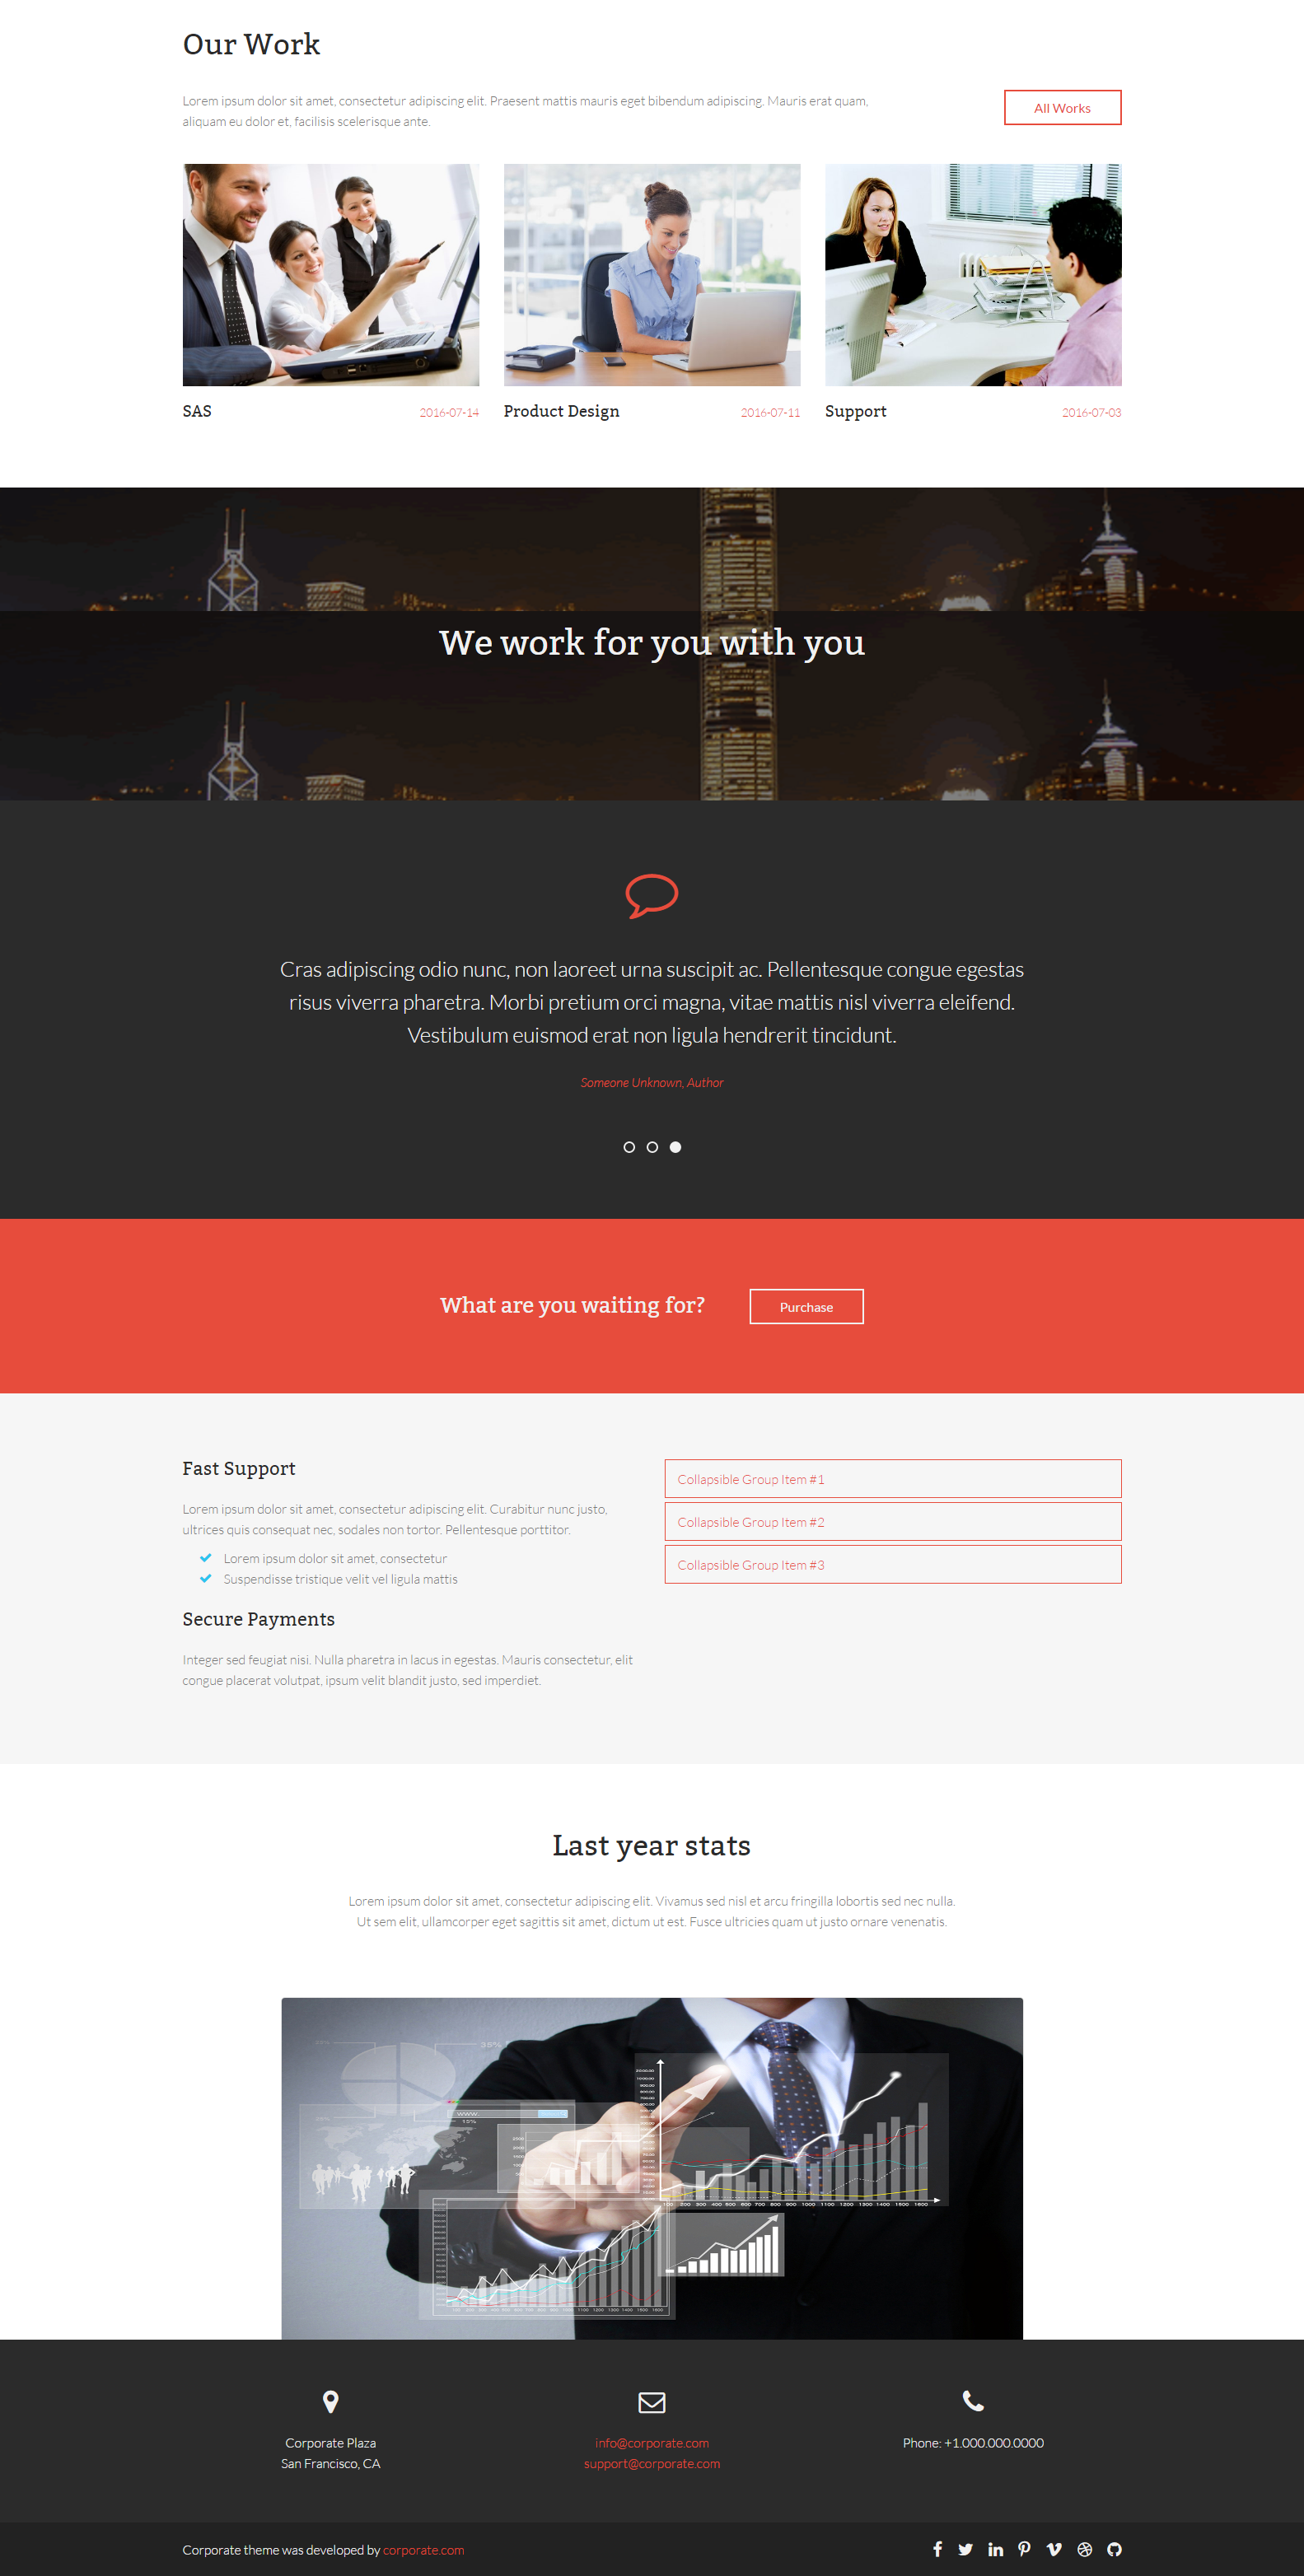 Our Work
Lorem ipsum dolor sit amet, consectetur adipiscing elit. Praesent mattis mauris eget bibendum adipiscing. Mauris erat quam,
aliquam eu dolor et, facilisis scelerisque ante.
All Works
SAS
2016-07-14
Product Design
2016-07-11
Support
2016-07-03
We work for you with you
Cras adipiscing odio nunc, non laoreet urna suscipit ac. Pellentesque congue egestas
risus viverra pharetra. Morbi pretium orci magna, vitae mattis nisl viverra eleifend.
Vestibulum euismod erat non ligula hendrerit tincidunt.
Someone Unknown, Author
What are you waiting for?
Purchase
Fast Support
Lorem ipsum dolor sit amet, consectetur adipiscing elit. Curabitur nunc justo,
ultrices quis consequat nec, sodales non tortor. Pellentesque porttitor.
Lorem ipsum dolor sit amet, consectetur
Suspendisse tristique velit vel ligula mattis
Secure Payments
Integer sed feugiat nisi. Nulla pharetra in lacus in egestas. Mauris consectetur, elit
congue placerat volutpat, ipsum velit blandit justo, sed imperdiet.
Collapsible Group Item #1
Collapsible Group Item #2
Collapsible Group Item #3
Last year stats
Lorem ipsum dolor sit amet, consectetur adipiscing elit. Vivamus sed nisl et arcu fringilla lobortis sed nec nulla.
Ut sem elit, ullamcorper eget sagittis sit amet, dictum ut est. Fusce ultricies quam ut justo ornare venenatis.
35%
15%
www.
Corporate Plaza
San Francisco, CA
info@corporate.com
support@corporate.com
Phone: +1.000.000.0000
Corporate theme was developed by corporate.com